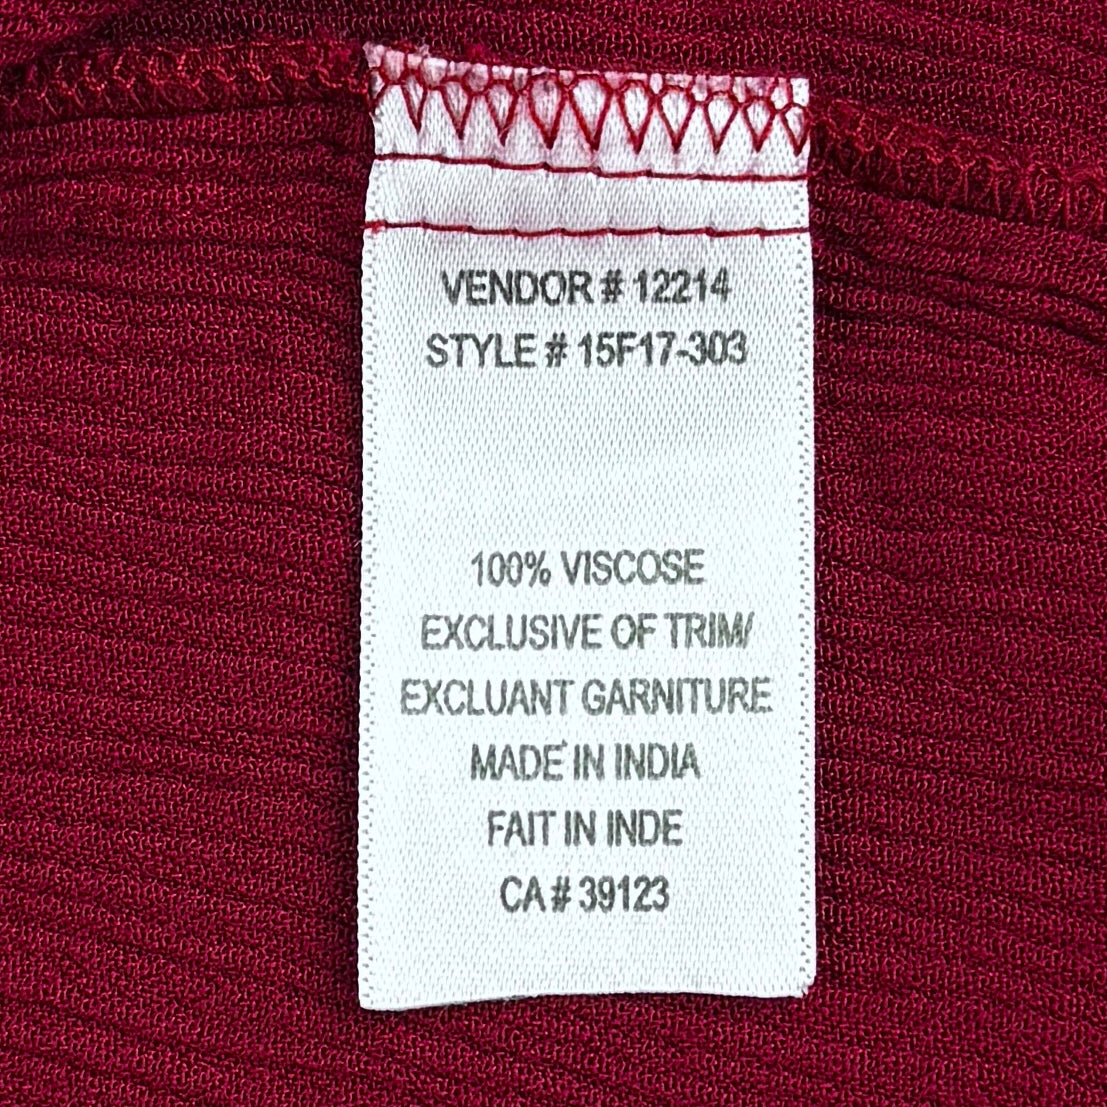 VENDOR # 12214
STYLE # 15F17-303
100% VISCOSE
EXCLUSIVE OF TRIM/
EXCLUANT GARNITURE
MADE IN INDIA
FAIT IN INDE
CA # 39123